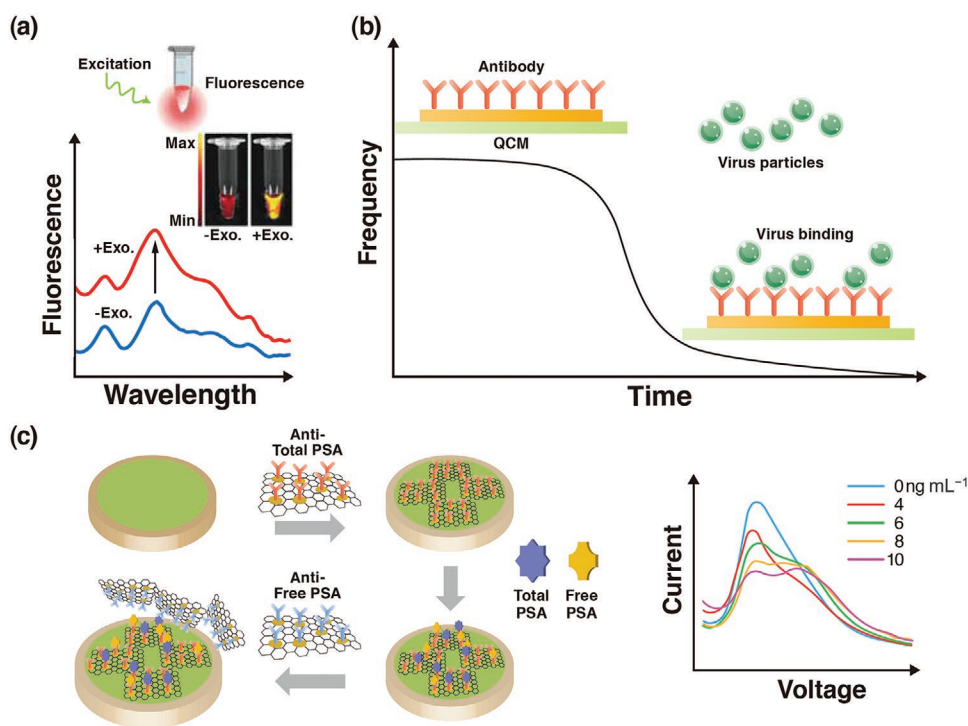 (a)
Excitation
Fluorescence
Max
Min
-Exo.
+Exo.
+Exo.
-Exo.
Fluorescence
Wavelength
(b)
Antibody
QCM
Virus particles
Virus binding
Frequency
Time
(c)
Anti-
Total PSA
Anti-
Free PSA
Total
PSA
Free
PSA
0 ng mL⁻¹
4
6
8
10
Current
Voltage